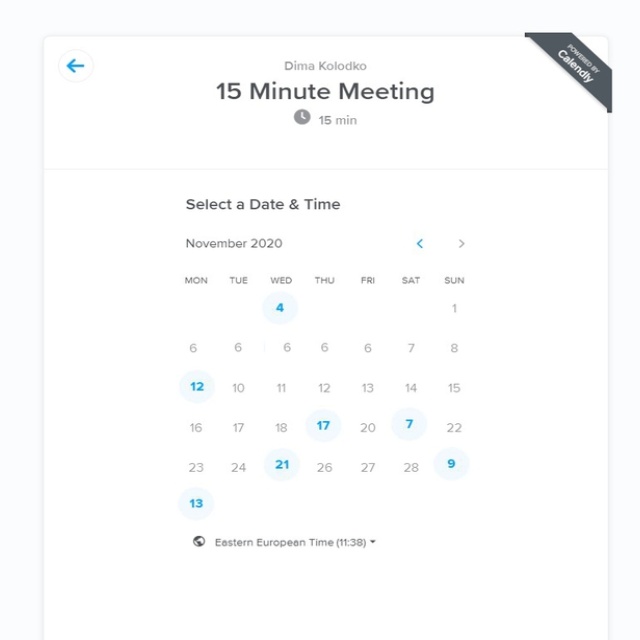 POWERED BY
Calendly
Dima Kolodko
15 Minute Meeting
15 min
Select a Date & Time
November 2020
MON TUE WED THU FRI SAT SUN
4 1
6 6 6 6 6 7 8
12 10 11 12 13 14 15
16 17 18 17 20 7 22
23 24 21 26 27 28 9
13
Eastern European Time (11:38)